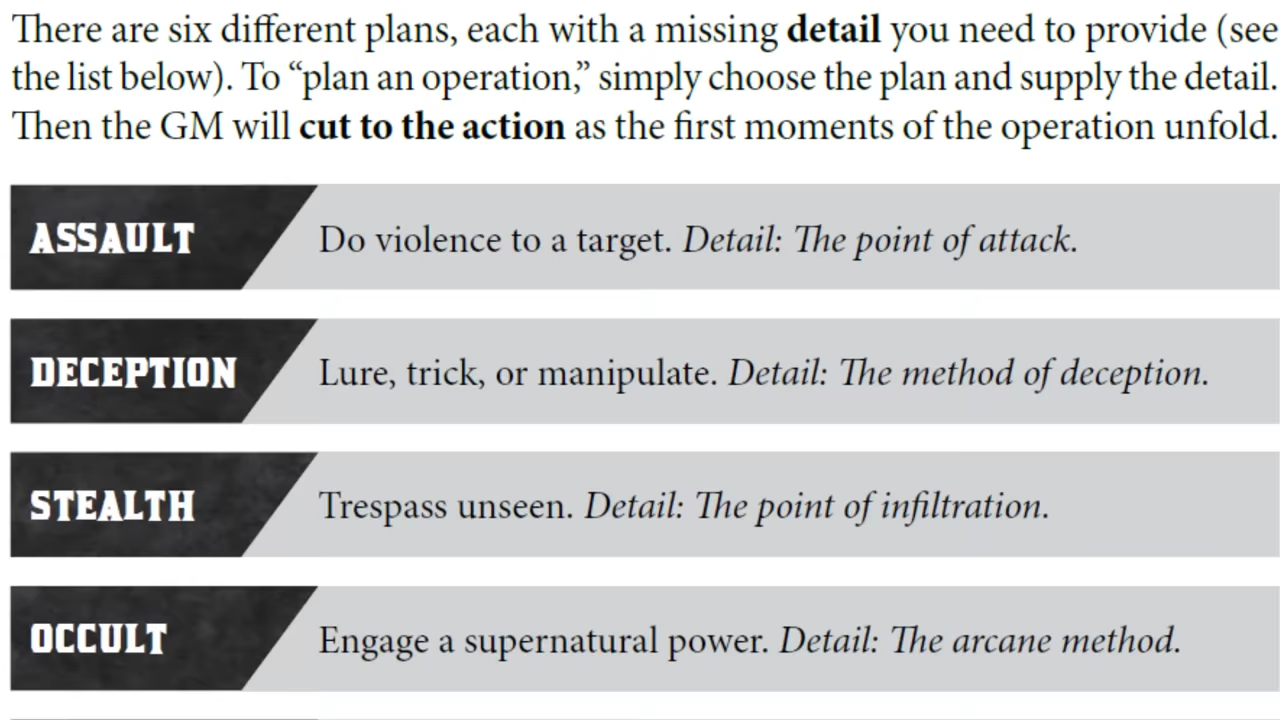 There are six different plans, each with a missing detail you need to provide (see
the list below). To “plan an operation,” simply choose the plan and supply the detail.
Then the GM will cut to the action as the first moments of the operation unfold.
ASSAULT Do violence to a target. Detail: The point of attack.
DECEPTION Lure, trick, or manipulate. Detail: The method of deception.
STEALTH Trespass unseen. Detail: The point of infiltration.
OCCULT Engage a supernatural power. Detail: The arcane method.